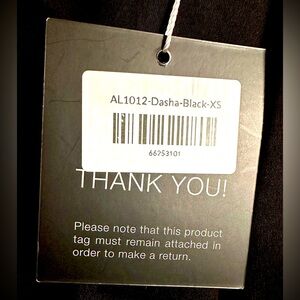 AL1012-Dasha-Black-XS
66253101
THANK YOU!
Please note that this product
tag must remain attached in
order to make a return.